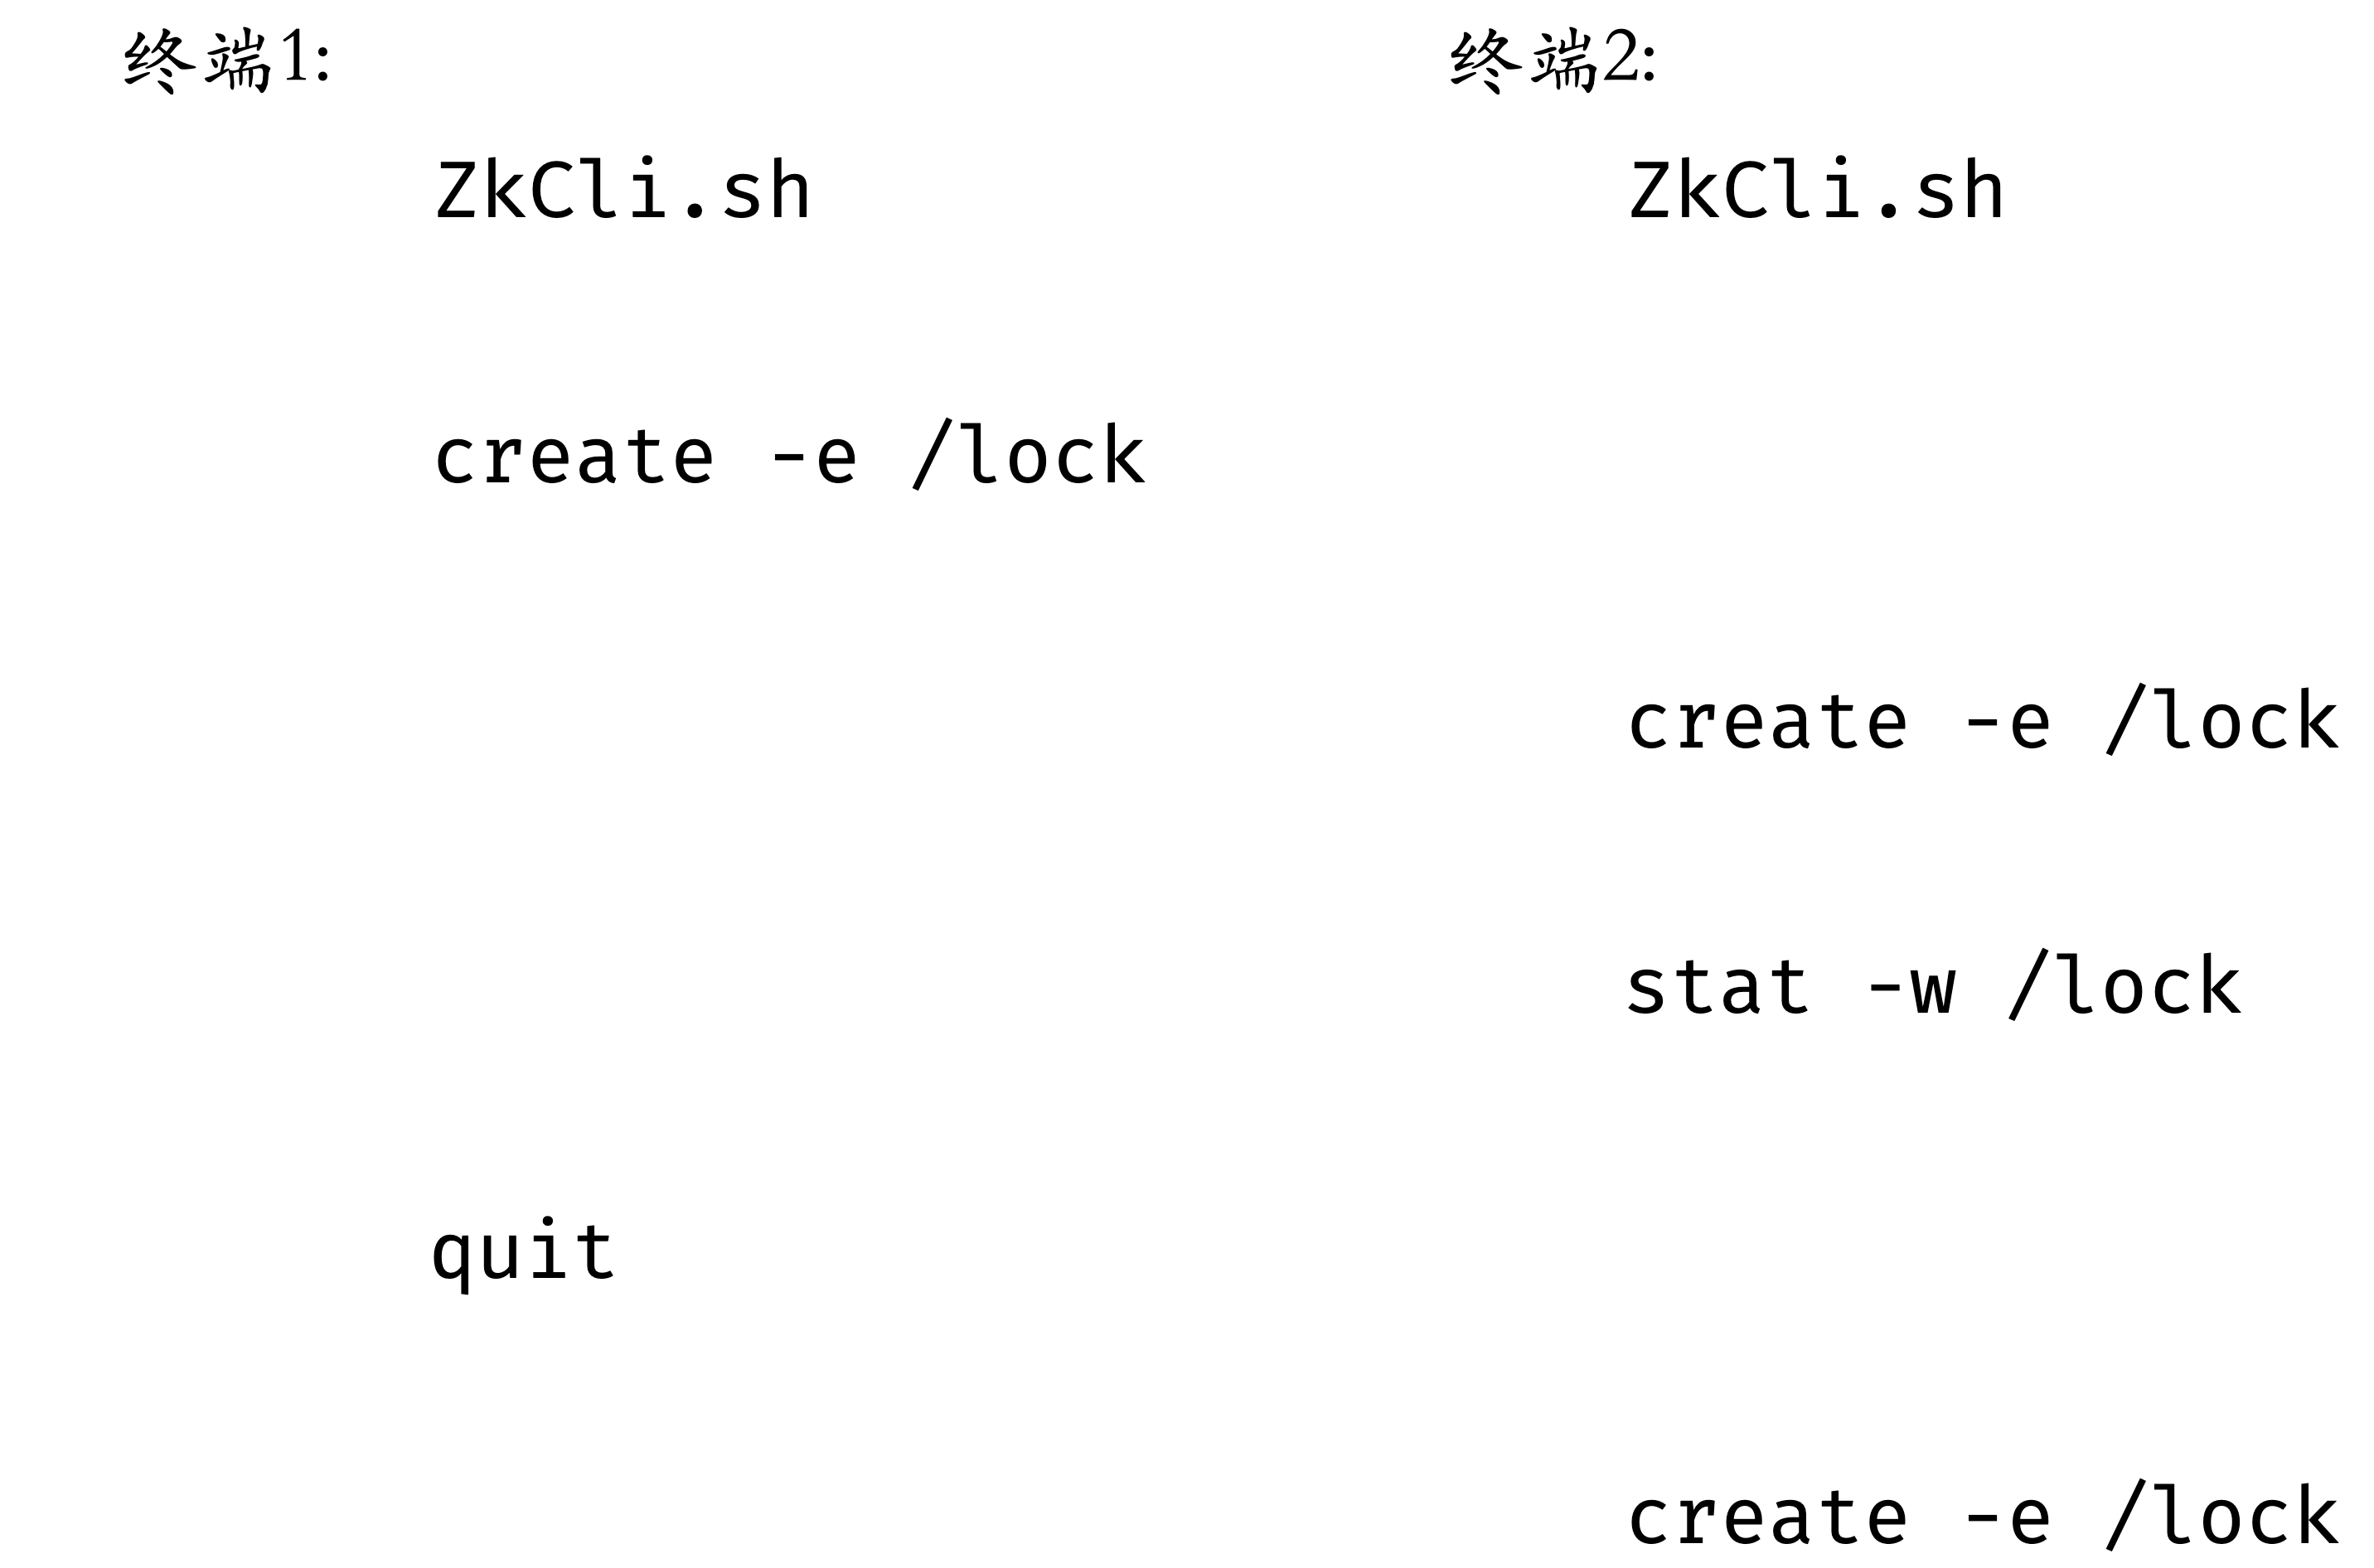 终端1:
终端2:
ZkCli.sh
ZkCli.sh
create -e /lock
create -e /lock
stat -w /lock
quit
create -e /lock